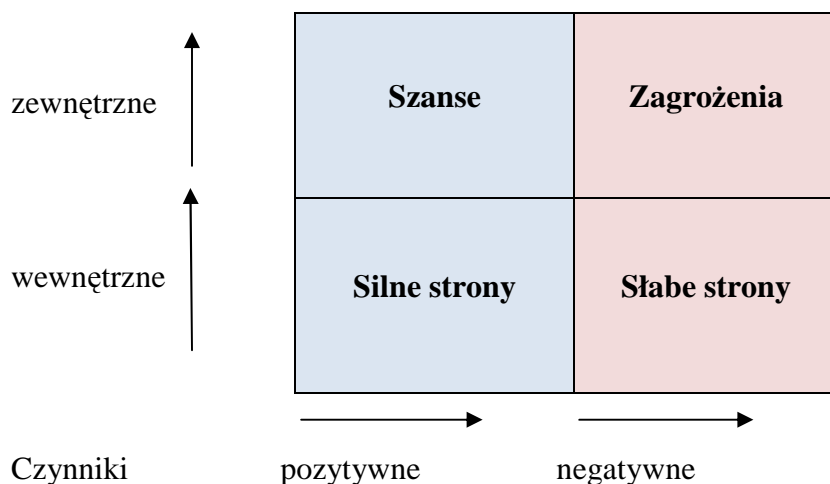 zewnętrzne
Szanse
Zagrożenia
wewnętrzne
Silne strony
Słabe strony
Czynniki
pozytywne
negatywne